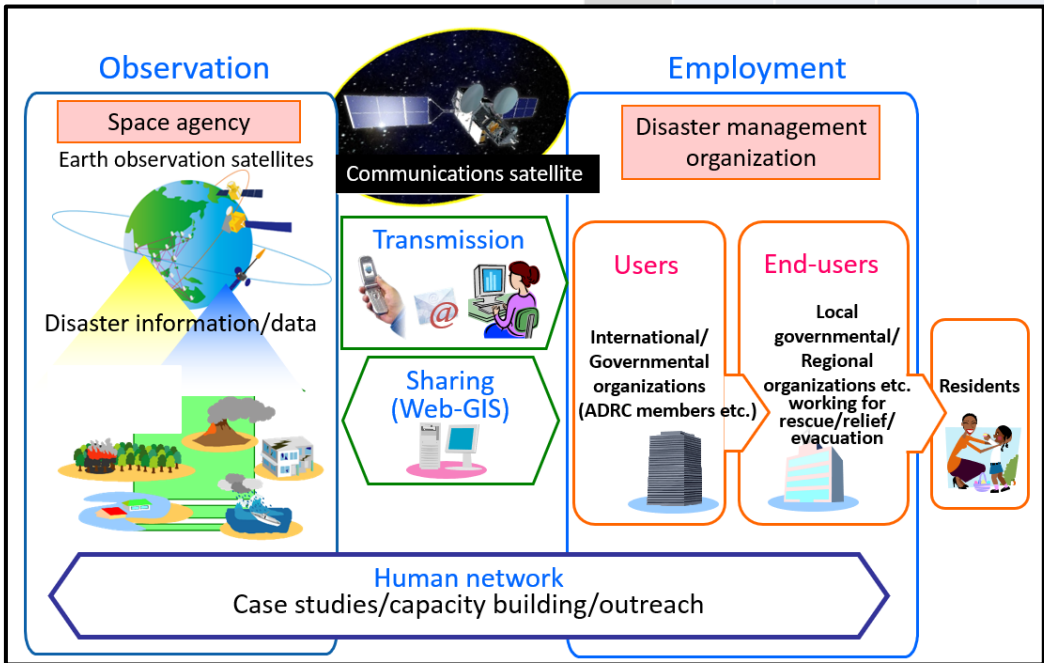 Observation
Space agency
Earth observation satellites
Disaster information/data
Communications satellite
Transmission
@
Sharing
(Web-GIS)
Employment
Disaster management
organization
Users
International/
Governmental
organizations
(ADRC members etc.)
End-users
Local
governmental/
Regional
organizations etc.
working for
rescue/relief/
evacuation
Residents
Human network
Case studies/capacity building/outreach